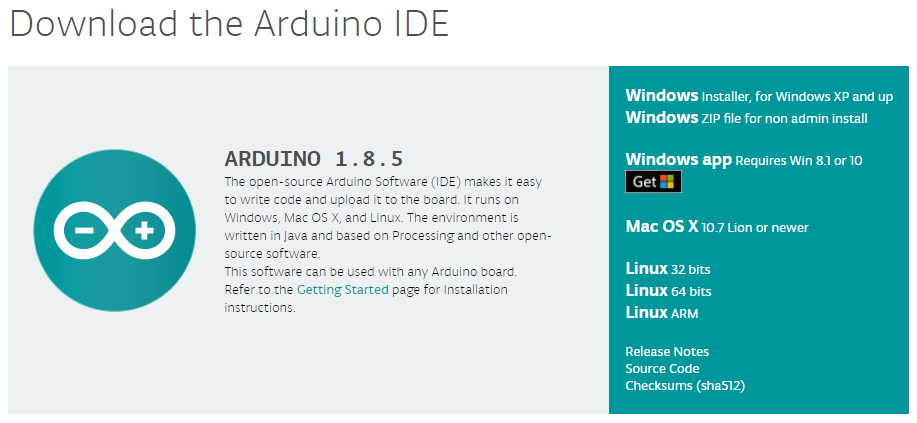 Download the Arduino IDE
ARDUINO 1.8.5
The open-source Arduino Software (IDE) makes it easy
to write code and upload it to the board. It runs on
Windows, Mac OS X, and Linux. The environment is
written in Java and based on Processing and other open-
source software.
This software can be used with any Arduino board.
Refer to the Getting Started page for Installation
instructions.
Windows Installer, for Windows XP and up
Windows ZIP file for non admin install
Windows app Requires Win 8.1 or 10
Get
Mac OS X 10.7 Lion or newer
Linux 32 bits
Linux 64 bits
Linux ARM
Release Notes
Source Code
Checksums (sha512)